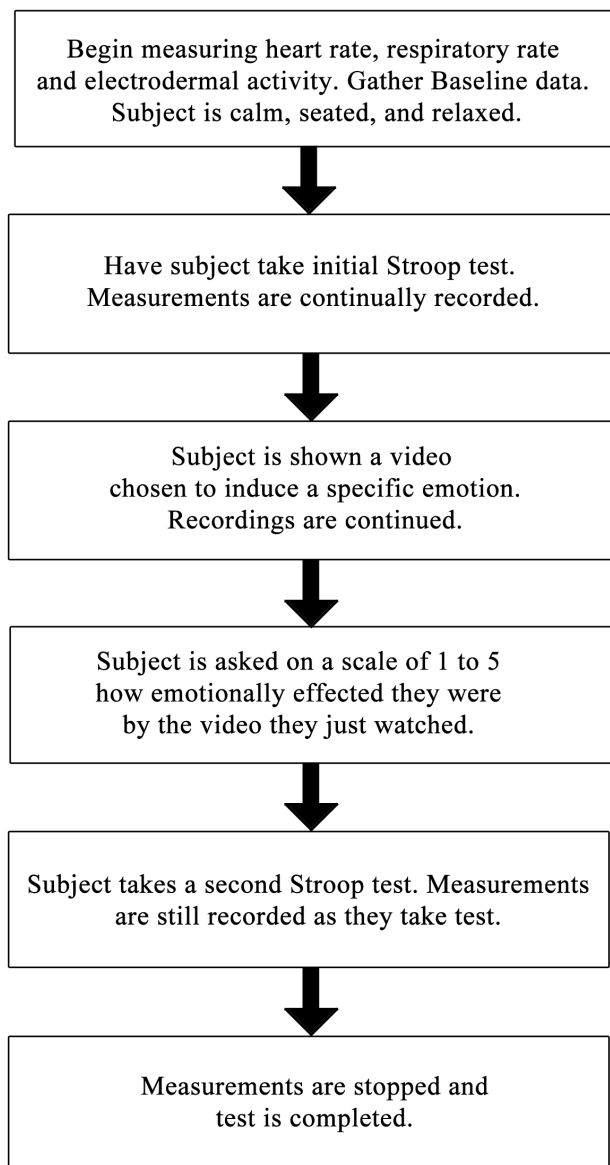 Begin measuring heart rate, respiratory rate
and electrodermal activity. Gather Baseline data.
Subject is calm, seated, and relaxed.
Have subject take initial Stroop test.
Measurements are continually recorded.
Subject is shown a video
chosen to induce a specific emotion.
Recordings are continued.
Subject is asked on a scale of 1 to 5
how emotionally effected they were
by the video they just watched.
Subject takes a second Stroop test. Measurements
are still recorded as they take test.
Measurements are stopped and
test is completed.